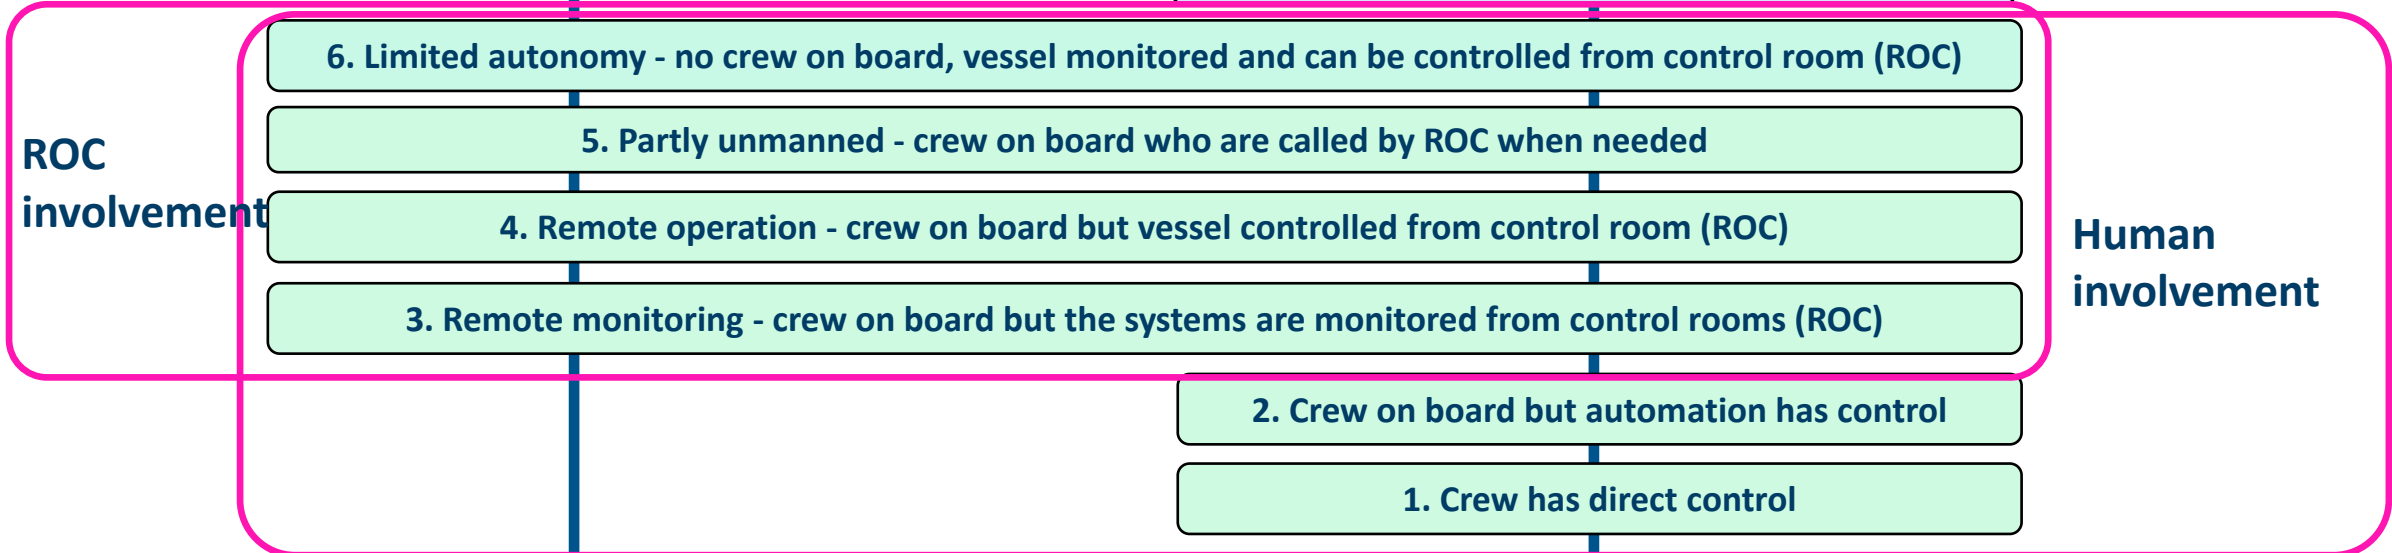 6. Limited autonomy - no crew on board, vessel monitored and can be controlled from control room (ROC)
5. Partly unmanned - crew on board who are called by ROC when needed
ROC
involvement
4. Remote operation - crew on board but vessel controlled from control room (ROC)
Human
involvement
3. Remote monitoring - crew on board but the systems are monitored from control rooms (ROC)
2. Crew on board but automation has control
1. Crew has direct control